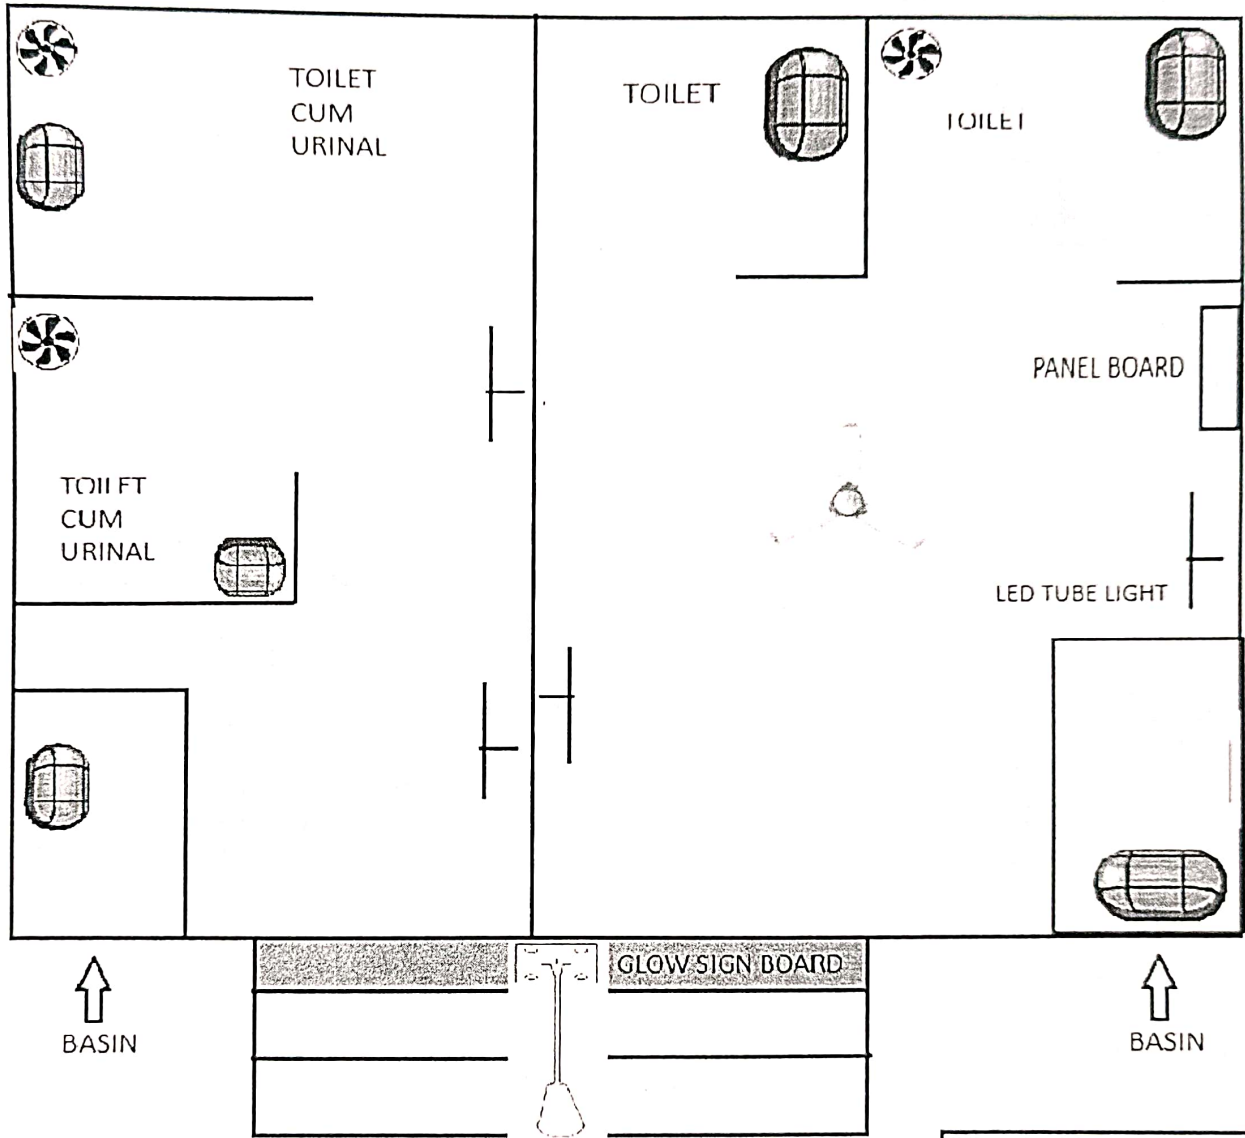 TOILET
CUM
URINAL
TOILET
TOILET
PANEL BOARD
TOILET
CUM
URINAL
LED TUBE LIGHT
GLOW SIGN BOARD
BASIN
BASIN